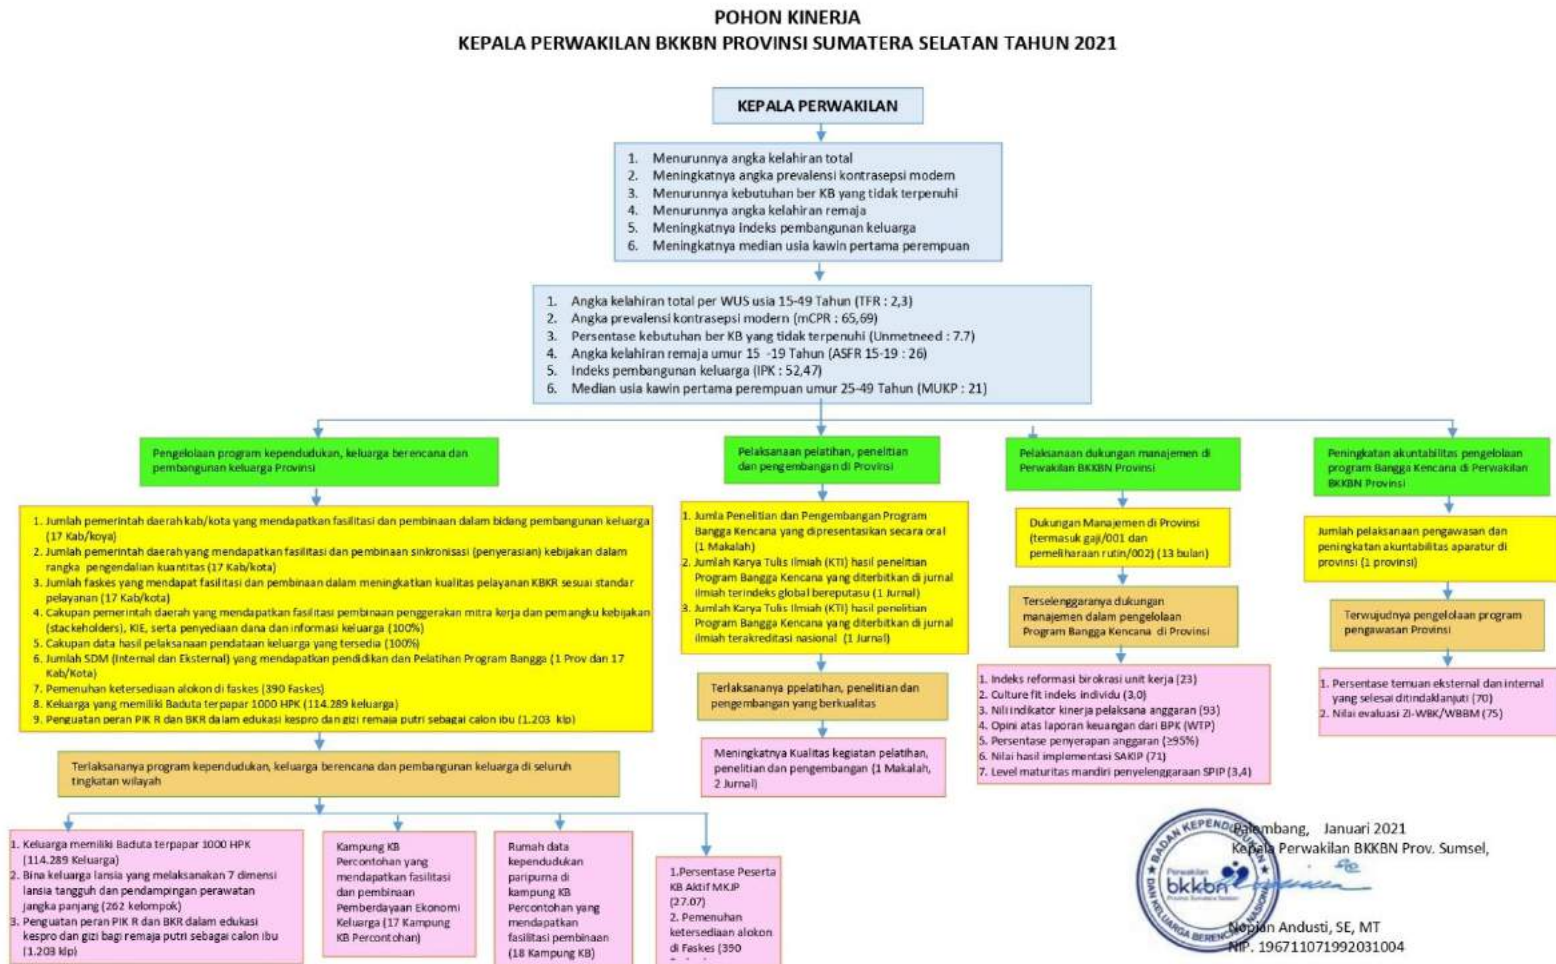 POHON KINERJA
KEPALA PERWAKILAN BKKBN PROVINSI SUMATERA SELATAN TAHUN 2021
KEPALA PERWAKILAN
1. Menurunnya angka kelahiran total
2. Meningkatnya angka prevalensi kontrasepsi modern
3. Menurunnya kebutuhan ber KB yang tidak terpenuhi
4. Menurunnya angka kelahiran remaja
5. Meningkatnya indeks pembangunan keluarga
6. Meningkatnya median usia kawin pertama perempuan
1. Angka kelahiran total per WUS usia 15-49 Tahun (TFR : 2,3)
2. Angka prevalensi kontrasepsi modern (mCPR : 65,69)
3. Persentase kebutuhan ber KB yang tidak terpenuhi (Unmetneed : 7.7)
4. Angka kelahiran remaja umur 15 -19 Tahun (ASFR 15-19 : 26)
5. Indeks pembangunan keluarga (IPK : 52,47)
6. Median usia kawin pertama perempuan umur 25-49 Tahun (MUKP : 21)
Pengelolaan program kependudukan, keluarga berencana dan
pembangunan keluarga Provinsi
1. Jumlah pemerintah daerah kab/kota yang mendapatkan fasilitasi dan pembinaan dalam bidang pembangunan keluarga
(17 Kab/koya)
2. Jumlah pemerintah daerah yang mendapatkan fasilitasi dan pembinaan sinkronisasi (penyerasian) kebijakan dalam
rangka pengendalian kuantitas (17 Kab/kota)
3. Jumlah faskes yang mendapat fasilitasi dan pembinaan dalam meningkatkan kualitas pelayanan KBKR sesuai standar
pelayanan (17 Kab/kota)
4. Cakupan pemerintah daerah yang mendapatkan fasilitasi pembinaan penggerakan mitra kerja dan pemangku kebijakan
(stackeholders), KIE, serta penyediaan dana dan informasi keluarga (100%)
5. Cakupan data hasil pelaksanaan pendataan keluarga yang tersedia (100%)
6. Jumlah SDM (Internal dan Eksternal) yang mendapatkan pendidikan dan Pelatihan Program Bangga (1 Prov dan 17
Kab/Kota)
7. Pemenuhan ketersediaan alokon di faskes (390 Faskes)
8. Keluarga yang memiliki Baduta terpapar 1000 HPK (114.289 keluarga)
9. Penguatan peran PIK R dan BKR dalam edukasi kespro dan gizi remaja putri sebagai calon ibu (1.203 klp)
Terlaksananya program kependudukan, keluarga berencana dan pembangunan keluarga di seluruh
tingkatan wilayah
1. Keluarga memiliki Baduta terpapar 1000 HPK
(114.289 Keluarga)
2. Bina keluarga lansia yang melaksanakan 7 dimensi
lansia tangguh dan pendampingan perawatan
jangka panjang (262 kelompok)
3. Penguatan peran PIK R dan BKR dalam edukasi
kespro dan gizi bagi remaja putri sebagai calon ibu
(1.203 klp)
Kampung KB
Percontohan yang
mendapatkan fasilitasi
dan pembinaan
Pemberdayaan Ekonomi
Keluarga (17 Kampung
KB Percontohan)
Rumah data
kependudukan
paripurna di
kampung KB
Percontohan yang
mendapatkan
fasilitasi pembinaan
(18 Kampung KB)
1.Persentase Peserta
KB Aktif MKJP
(27.07)
2. Pemenuhan
ketersediaan alokon
di Faskes (390
Pelaksanaan pelatihan, penelitian
dan pengembangan di Provinsi
1. Jumla Penelitian dan Pengembangan Program
Bangga Kencana yang dipresentasikan secara oral
(1 Makalah)
2. Jumlah Karya Tulis Ilmiah (KTI) hasil penelitian
Program Bangga Kencana yang diterbitkan di jurnal
ilmiah terindeks global bereputasu (1 Jurnal)
3. Jumlah Karya Tulis Ilmiah (KTI) hasil penelitian
Program Bangga Kencana yang diterbitkan di jurnal
ilmiah terakreditasi nasional (1 Jurnal)
Terlaksananya ppelatihan, penelitian dan
pengembangan yang berkualitas
Meningkatnya Kualitas kegiatan pelatihan,
penelitian dan pengembangan (1 Makalah,
2 Jurnal)
Pelaksanaan dukungan manajemen di
Perwakilan BKKBN Provinsi
Dukungan Manajemen di Provinsi
(termasuk gaji/001 dan
pemeliharaan rutin/002) (13 bulan)
Terselenggaranya dukungan
manajemen dalam pengelolaan
Program Bangga Kencana di Provinsi
1. Indeks reformasi birokrasi unit kerja (23)
2. Culture fit indeks individu (3,0)
3. Nili indikator kinerja pelaksana anggaran (93)
4. Opini atas laporan keuangan dari BPK (WTP)
5. Persentase penyerapan anggaran (≥95%)
6. Nilai hasil implementasi SAKIP (71)
7. Level maturitas mandiri penyelenggaraan SPIP (3,4)
Peningkatan akuntabilitas pengelolaan
program Bangga Kencana di Perwakilan
BKKBN Provinsi
Jumlah pelaksanaan pengawasan dan
peningkatan akuntabilitas aparatur di
provinsi (1 provinsi)
Terwujudnya pengelolaan program
pengawasan Provinsi
1. Persentase temuan eksternal dan internal
yang selesai ditindaklanjuti (70)
2. Nilai evaluasi ZI-WBK/WBBM (75)
Palembang, Januari 2021
Kepala Perwakilan BKKBN Prov. Sumsel,
BADAN KEPENDUDUKAN
DAN KELUARGA BERENCANA NASIONAL
Perwakilan
bkkbn
Provinsi Sumatera Selatan
Nopian Andusti, SE, MT
NIP. 196711071992031004